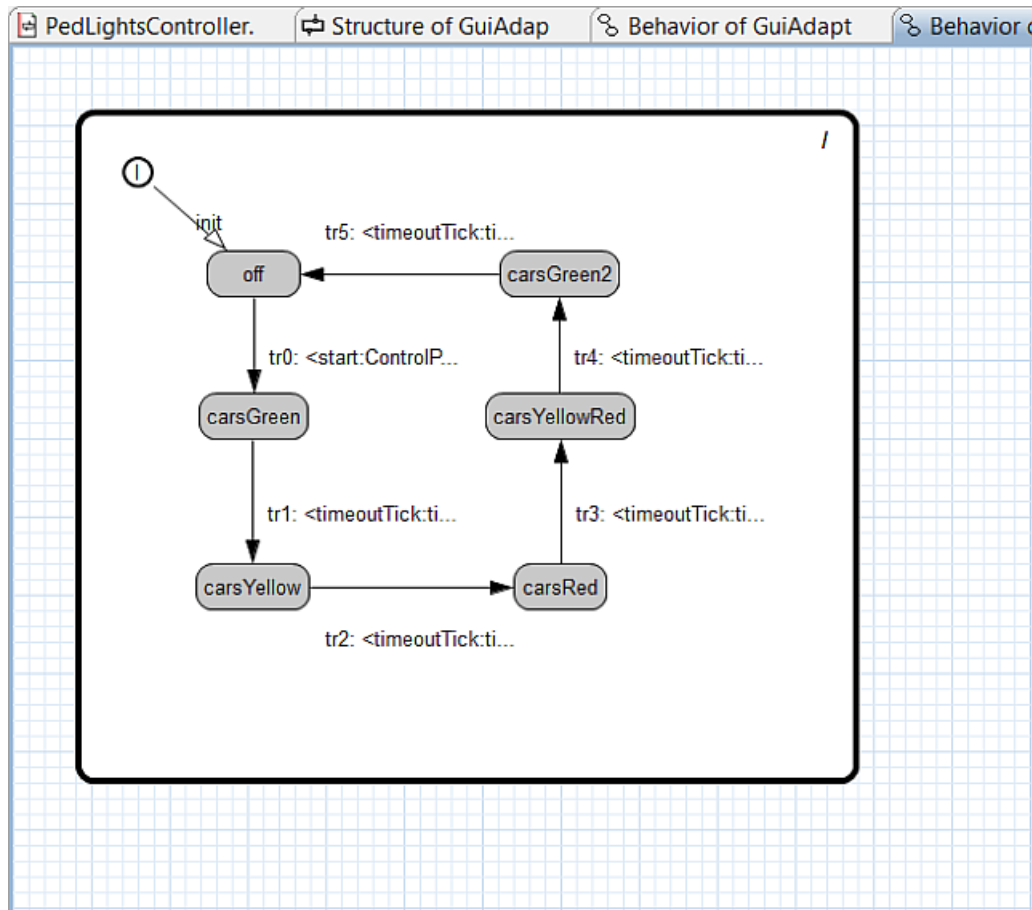 PedLightsController.
Structure of GuiAdap
Behavior of GuiAdapt
Behavior
/
I
init
tr5: <timeoutTick:ti...
off
carsGreen2
tr0: <start:ControlP...
tr4: <timeoutTick:ti...
carsGreen
carsYellowRed
tr1: <timeoutTick:ti...
tr3: <timeoutTick:ti...
carsYellow
carsRed
tr2: <timeoutTick:ti...